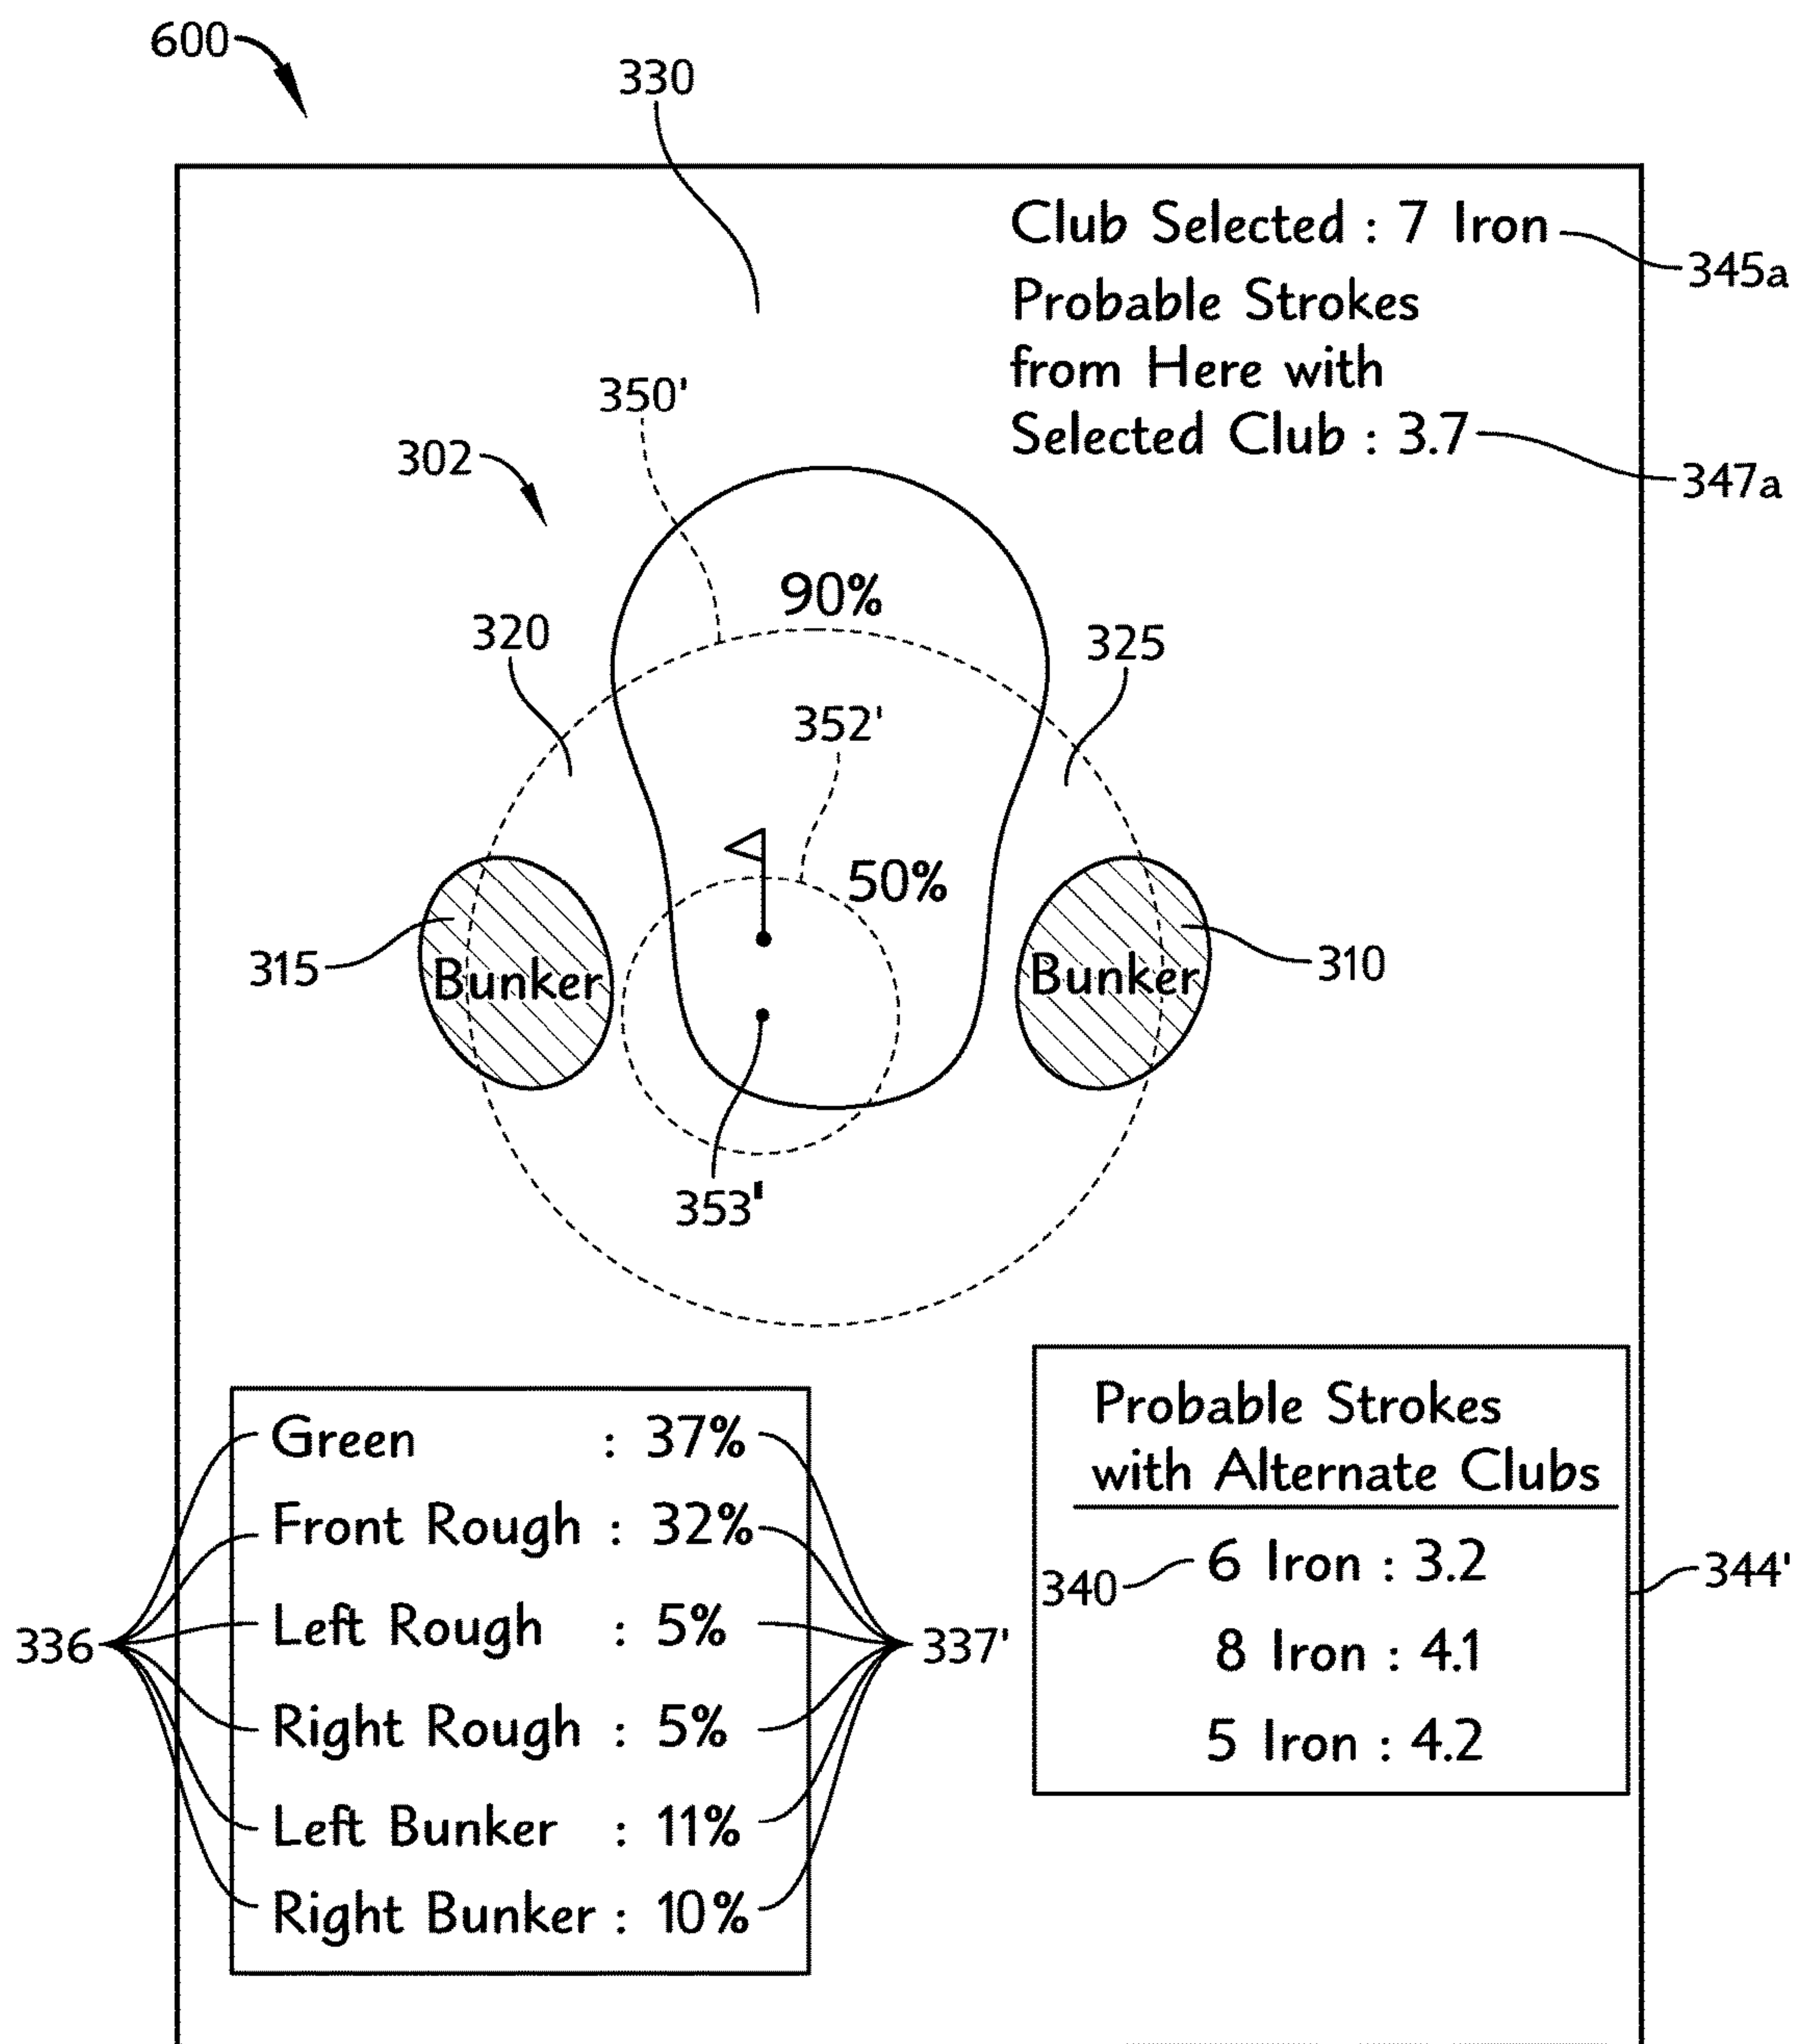 600
330
Club Selected : 7 Iron
345a
Probable Strokes
from Here with
Selected Club : 3.7
347a
350'
302
90%
320
325
352'
50%
315
Bunker
Bunker
310
353'
Green : 37%
Front Rough : 32%
Left Rough : 5%
Right Rough : 5%
Left Bunker : 11%
Right Bunker : 10%
336
337'
Probable Strokes
with Alternate Clubs
340
6 Iron : 3.2
8 Iron : 4.1
5 Iron : 4.2
344'